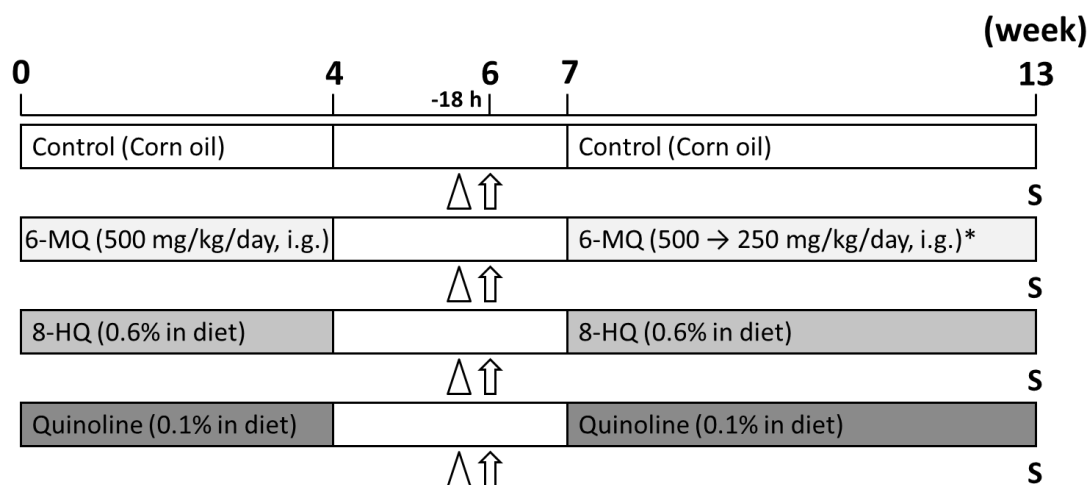 (week)
0 4 6 7 13
-18 h
Control (Corn oil) Control (Corn oil)
S
6-MQ (500 mg/kg/day, i.g.) 6-MQ (500 → 250 mg/kg/day, i.g.)*
S
8-HQ (0.6% in diet) 8-HQ (0.6% in diet)
S
Quinoline (0.1% in diet) Quinoline (0.1% in diet)
S